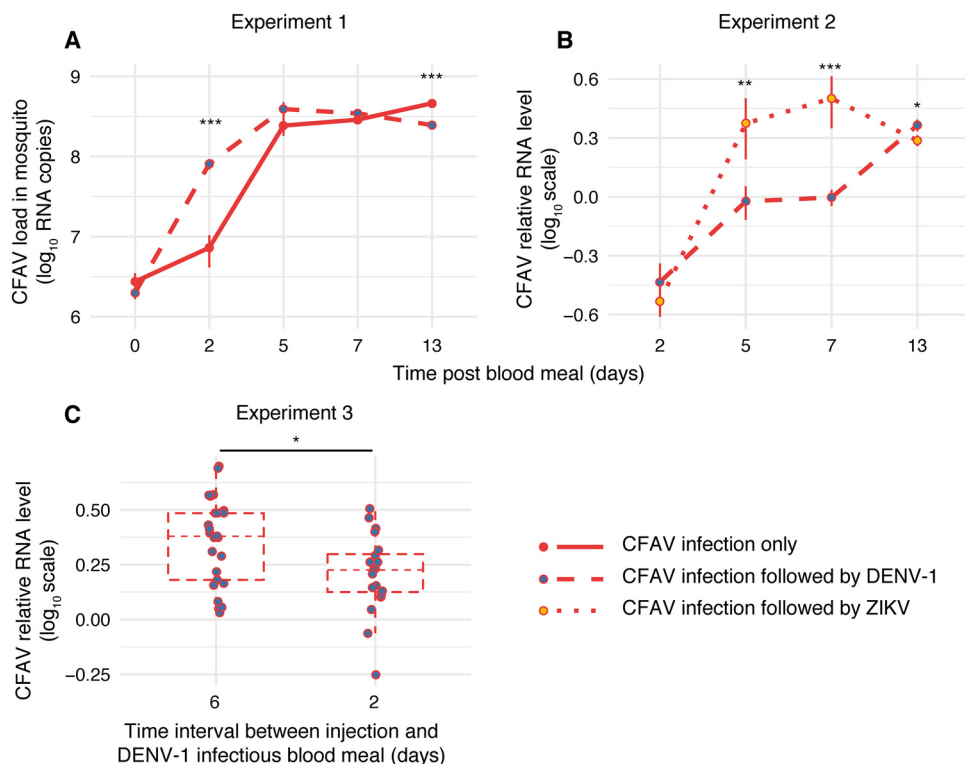 Experiment 1
Experiment 2
A
B
CFAV load in mosquito
(log10 RNA copies)
9
8
7
6
***
***
0 2 5 7 13
CFAV relative RNA level
(log10 scale)
0.6
0.3
0.0
−0.3
−0.6
**
***
*
2 5 7 13
Time post blood meal (days)
C
Experiment 3
*
CFAV relative RNA level
(log10 scale)
0.50
0.25
0.00
−0.25
6 2
Time interval between injection and
DENV-1 infectious blood meal (days)
CFAV infection only
CFAV infection followed by DENV-1
CFAV infection followed by ZIKV